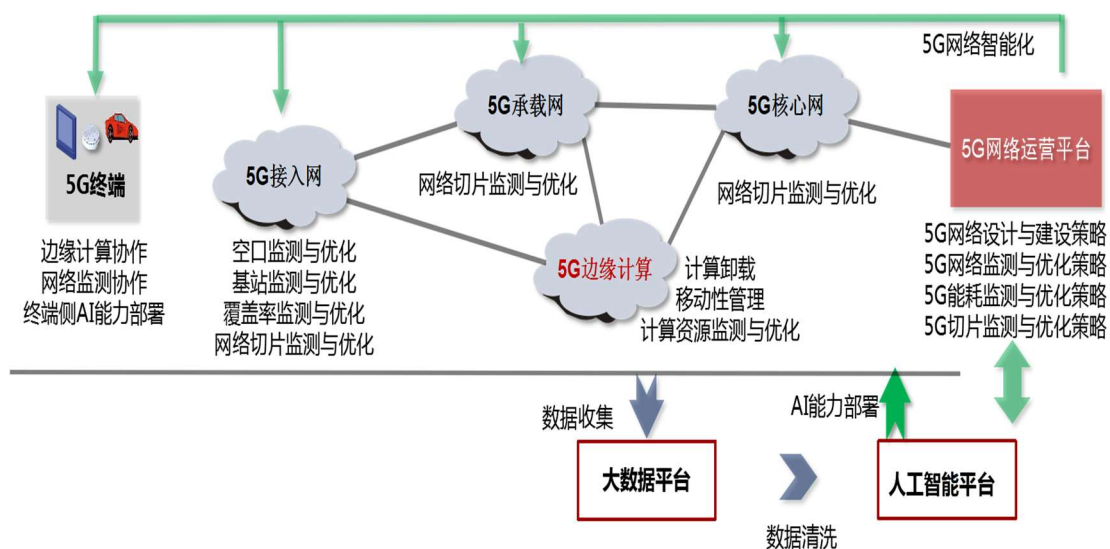 5G网络智能化
5G终端
边缘计算协作
网络监测协作
终端侧AI能力部署
5G接入网
空口监测与优化
基站监测与优化
覆盖率监测与优化
网络切片监测与优化
5G承载网
网络切片监测与优化
5G核心网
网络切片监测与优化
5G边缘计算
计算卸载
移动性管理
计算资源监测与优化
5G网络运营平台
5G网络设计与建设策略
5G网络监测与优化策略
5G能耗监测与优化策略
5G切片监测与优化策略
数据收集
大数据平台
数据清洗
AI能力部署
人工智能平台